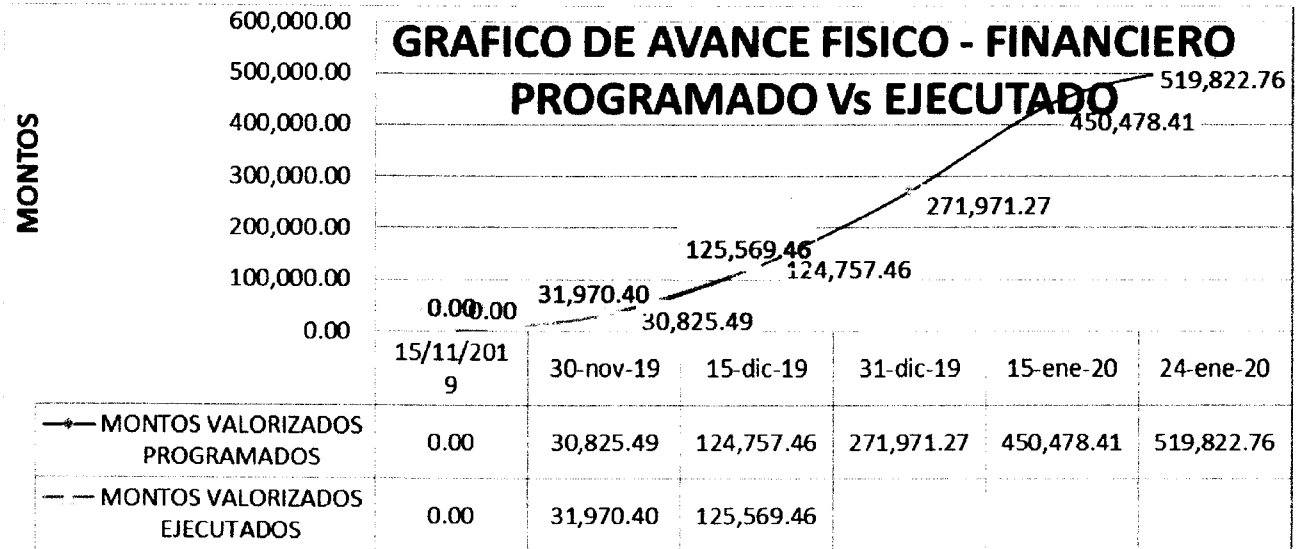 GRAFICO DE AVANCE FISICO - FINANCIERO
PROGRAMADO Vs EJECUTADO
MONTOS
600,000.00
500,000.00
400,000.00
300,000.00
200,000.00
100,000.00
0.00
519,822.76
450,478.41
271,971.27
125,569.46
124,757.46
31,970.40
30,825.49
0.00
0.00
15/11/201
9
30-nov-19
15-dic-19
31-dic-19
15-ene-20
24-ene-20
MONTOS VALORIZADOS
PROGRAMADOS
0.00
30,825.49
124,757.46
271,971.27
450,478.41
519,822.76
MONTOS VALORIZADOS
EJECUTADOS
0.00
31,970.40
125,569.46